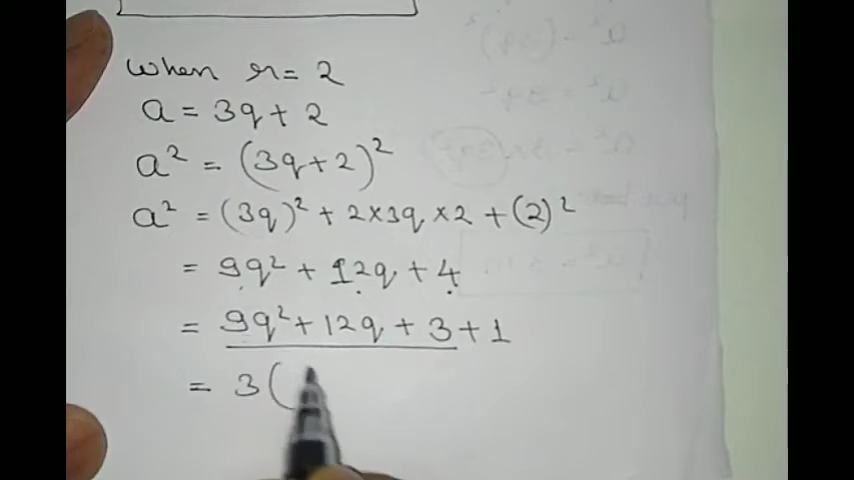 when r = 2
a = 3q + 2
a² = (3q + 2)²
a² = (3q)² + 2×3q×2 + (2)²
= 9q² + 12q + 4
= 9q² + 12q + 3 + 1
= 3(